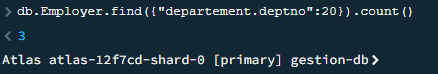 > db.Employer.find({"departement.deptno":20}).count()
< 3
Atlas atlas-12f7cd-shard-0 [primary] gestion-db>